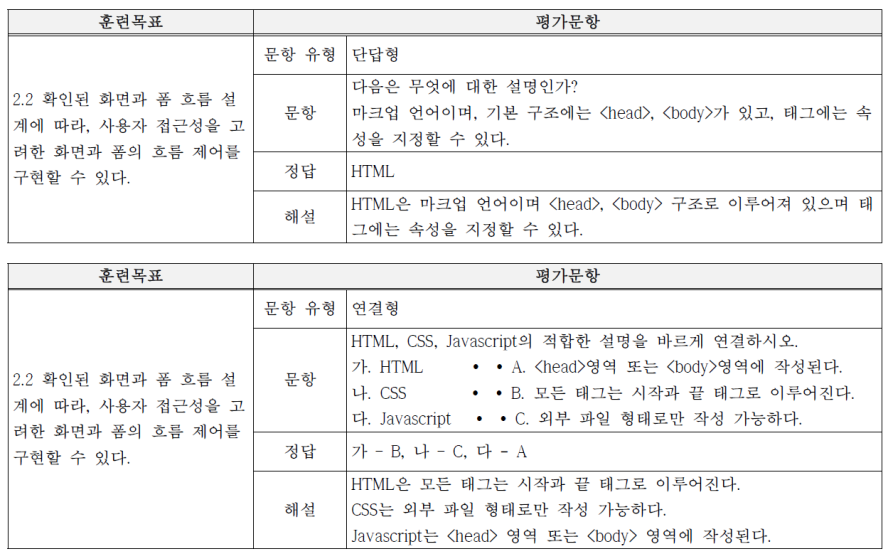 훈련목표 평가문항
문항 유형 단답형
2.2 확인된 화면과 폼 흐름 설
계에 따라, 사용자 접근성을 고
려한 화면과 폼의 흐름 제어를
구현할 수 있다.
문항
다음은 무엇에 대한 설명인가?
마크업 언어이며, 기본 구조에는 <head>, <body>가 있고, 태그에는 속
성을 지정할 수 있다.
정답 HTML
해설
HTML은 마크업 언어이며 <head>, <body> 구조로 이루어져 있으며 태
그에는 속성을 지정할 수 있다.
훈련목표 평가문항
문항 유형 연결형
2.2 확인된 화면과 폼 흐름 설
계에 따라, 사용자 접근성을 고
려한 화면과 폼의 흐름 제어를
구현할 수 있다.
문항
HTML, CSS, Javascript의 적합한 설명을 바르게 연결하시오.
가. HTML • • A. <head>영역 또는 <body>영역에 작성된다.
나. CSS • • B. 모든 태그는 시작과 끝 태그로 이루어진다.
다. Javascript • • C. 외부 파일 형태로만 작성 가능하다.
정답 가 - B, 나 - C, 다 - A
해설
HTML은 모든 태그는 시작과 끝 태그로 이루어진다.
CSS는 외부 파일 형태로만 작성 가능하다.
Javascript는 <head> 영역 또는 <body> 영역에 작성된다.